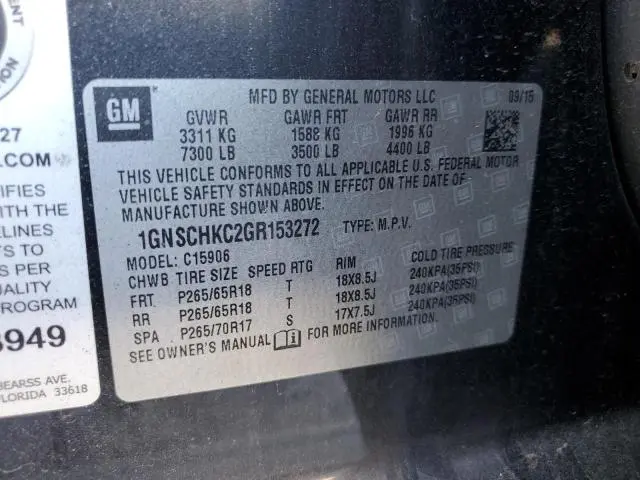 ENT
NON
27
.COM
IFIES
WITH THE
ELINES
S PER
PROGRAM
3949
BEARSS AVE.
FLORIDA 33618
GM
MFD BY GENERAL MOTORS LLC 09/15
GVWR GAWR FRT GAWR RR
3311 KG 1588 KG 1996 KG
7300 LB 3500 LB 4400 LB
THIS VEHICLE CONFORMS TO ALL APPLICABLE U.S. FEDERAL MOTOR
VEHICLE SAFETY STANDARDS IN EFFECT ON THE DATE OF
MANUFACTURE SHOWN ABOVE.
1GNSCHKC2GR153272 TYPE: M.P.V.
MODEL: C15906
CHWB TIRE SIZE SPEED RTG RIM COLD TIRE PRESSURE
FRT P265/65R18 T 18X8.5J 240KPA(35PSI)
RR P265/65R18 T 18X8.5J 240KPA(35PSI)
SPA P265/70R17 S 17X7.5J 240KPA(35PSI)
SEE OWNER'S MANUAL FOR MORE INFORMATION